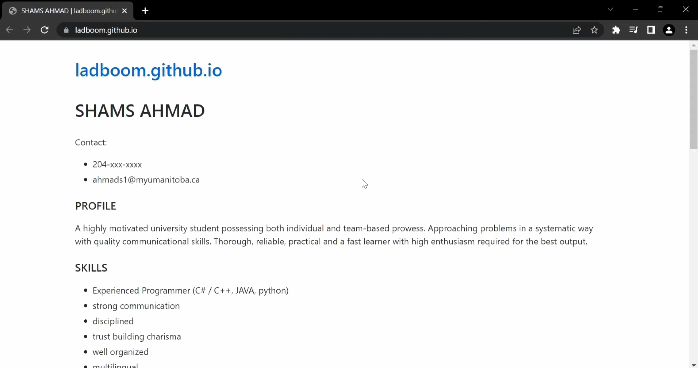 SHAMS AHMAD | ladboom.githu
ladboom.github.io
ladboom.github.io
SHAMS AHMAD
Contact:
204-xxx-xxxx
ahmads1@myumanitoba.ca
PROFILE
A highly motivated university student possessing both individual and team-based prowess. Approaching problems in a systematic way
with quality communicational skills. Thorough, reliable, practical and a fast learner with high enthusiasm required for the best output.
SKILLS
Experienced Programmer (C# / C++, JAVA, python)
strong communication
disciplined
trust building charisma
well organized
multilingual